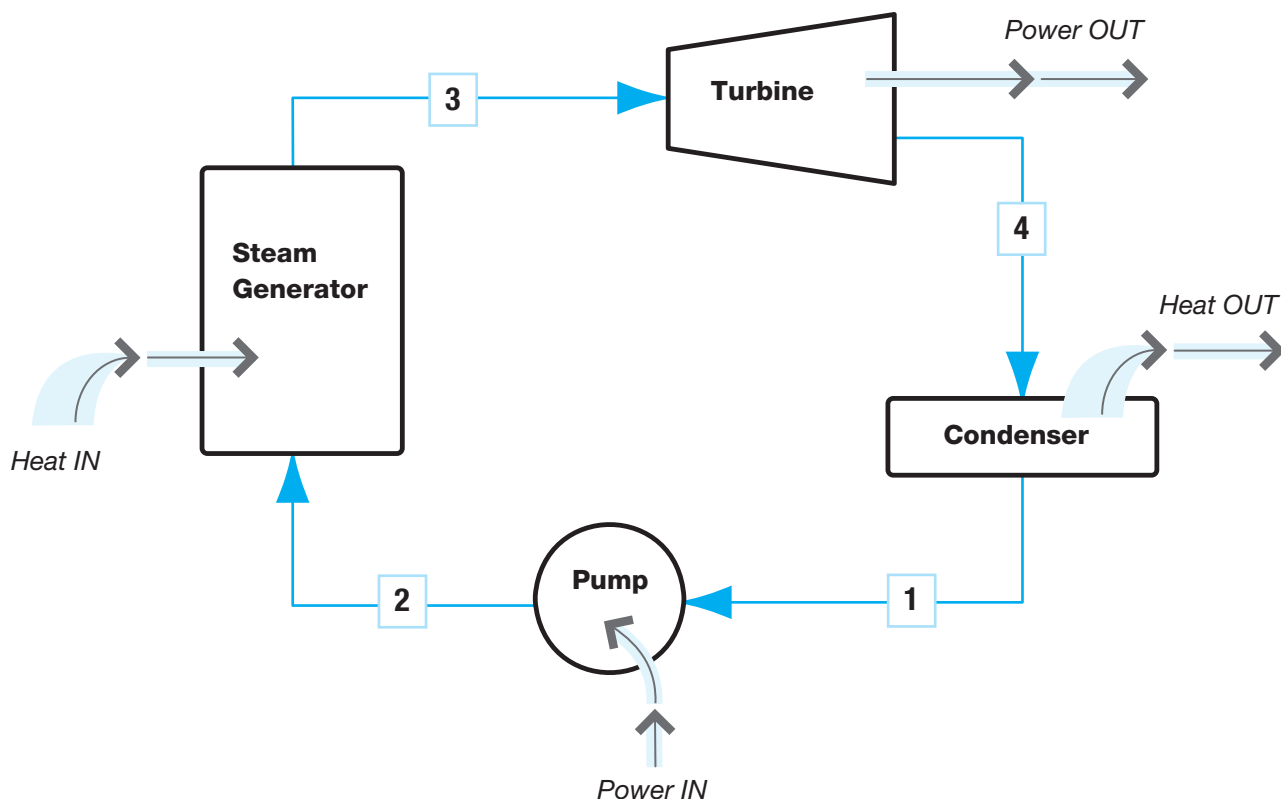 Power OUT
3
Turbine
4
Steam
Generator
Heat OUT
Condenser
Heat IN
Pump
2
1
Power IN